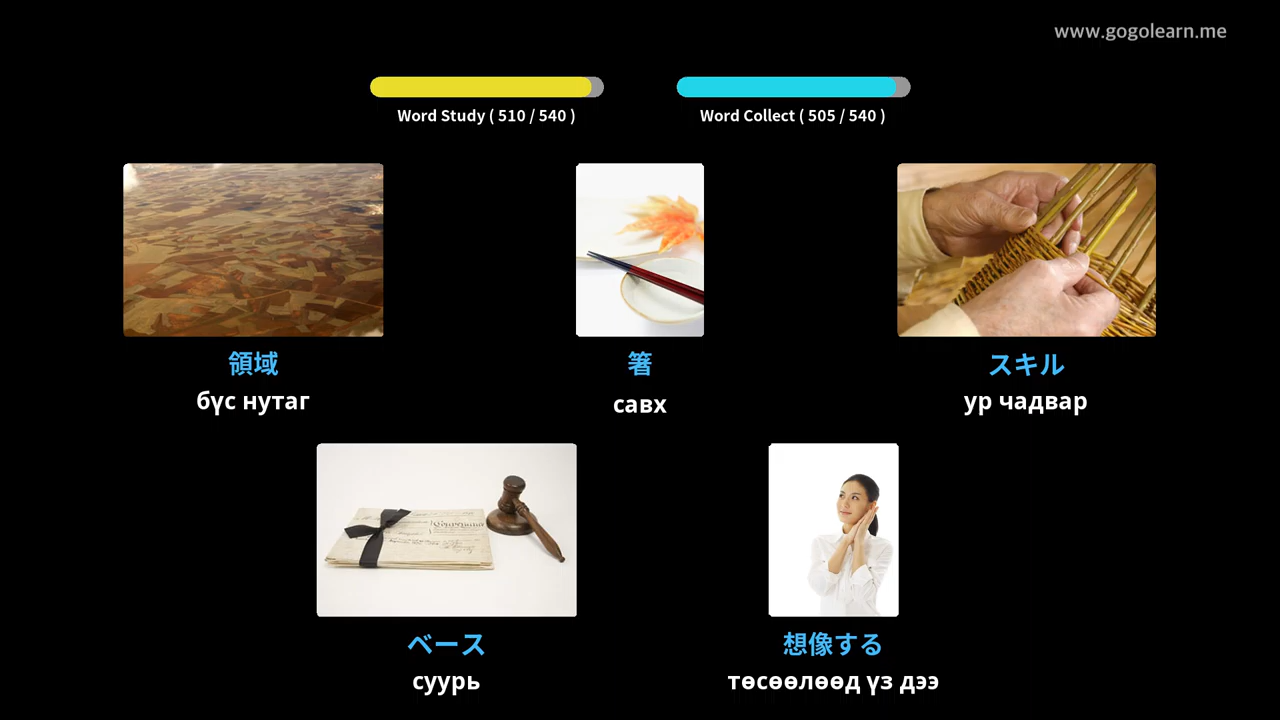 www.gogolearn.me
Word Study ( 510 / 540 )
Word Collect ( 505 / 540 )
領域
箸
スキル
бүс нутаг
савх
ур чадвар
ベース
想像する
суурь
төсөөлөөд үз дээ